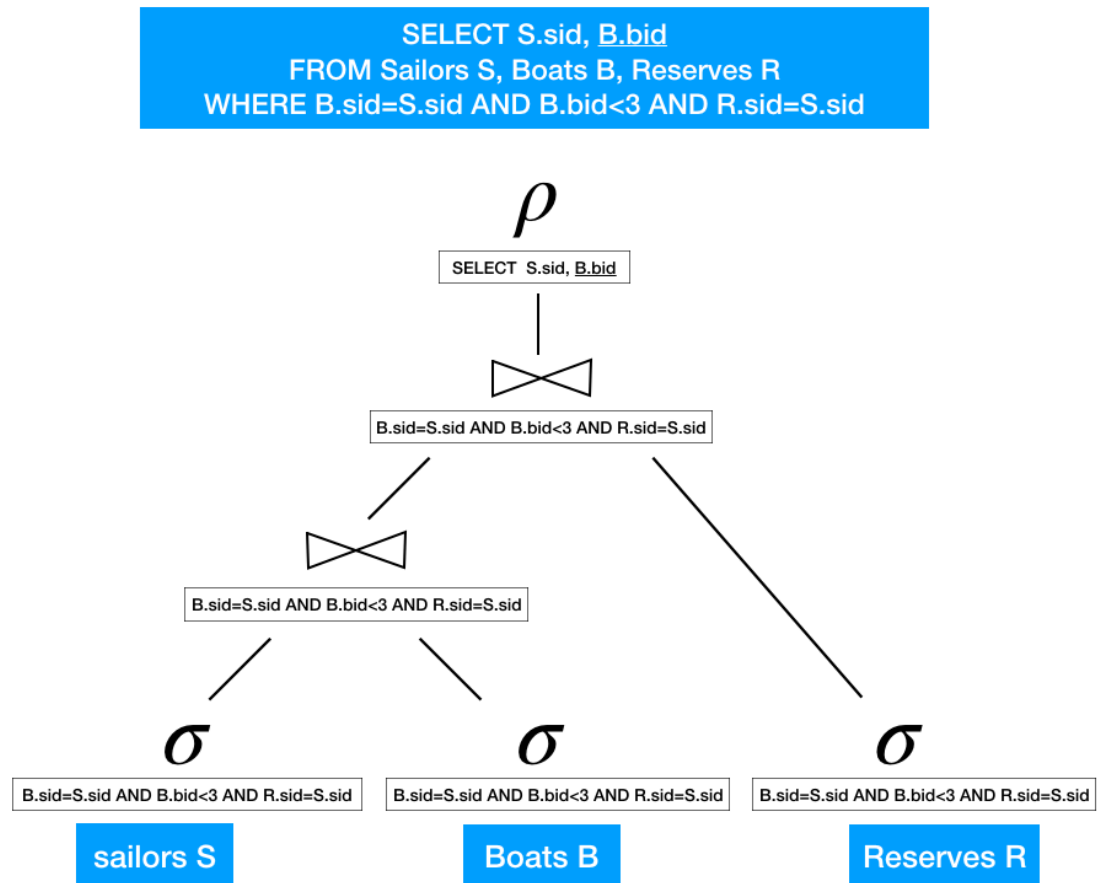 SELECT S.sid, B.bid
FROM Sailors S, Boats B, Reserves R
WHERE B.sid=S.sid AND B.bid<3 AND R.sid=S.sid
ρ
SELECT S.sid, B.bid
B.sid=S.sid AND B.bid<3 AND R.sid=S.sid
B.sid=S.sid AND B.bid<3 AND R.sid=S.sid
σ σ σ
B.sid=S.sid AND B.bid<3 AND R.sid=S.sid B.sid=S.sid AND B.bid<3 AND R.sid=S.sid B.sid=S.sid AND B.bid<3 AND R.sid=S.sid
sailors S Boats B Reserves R